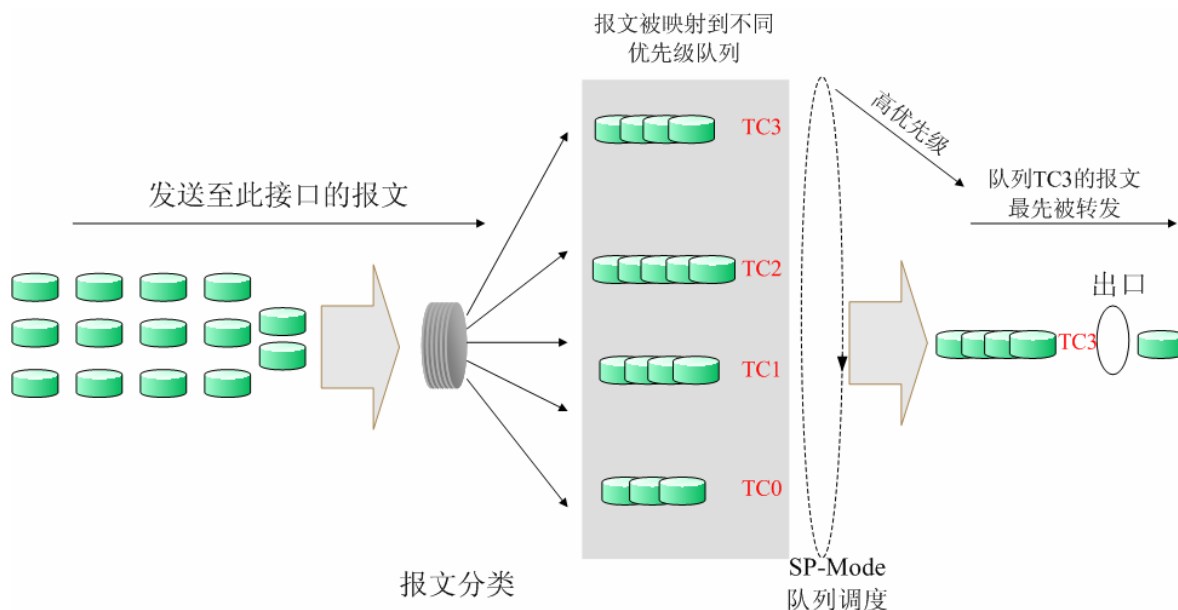 报文被映射到不同
优先级队列
TC3
高优先级
发送至此接口的报文
队列TC3的报文
最先被转发
TC2
出口
TC3
TC1
TC0
报文分类
SP-Mode
队列调度